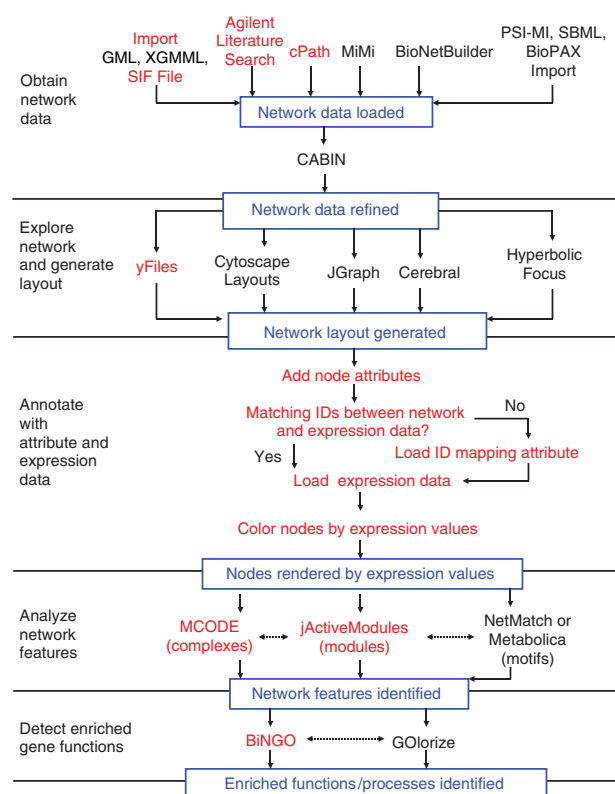 Import
GML, XGMML,
SIF File
Agilent
Literature
Search
cPath
MiMi
BioNetBuilder
PSI-MI, SBML,
BioPAX
Import
Obtain
network
data
Network data loaded
CABIN
Network data refined
Explore
network
and generate
layout
yFiles
Cytoscape
Layouts
JGraph
Cerebral
Hyperbolic
Focus
Network layout generated
Add node attributes
Annotate
with
attribute and
expression
data
Matching IDs between network
and expression data?
No
Yes
Load ID mapping attribute
Load expression data
Color nodes by expression values
Nodes rendered by expression values
Analyze
network
features
MCODE
(complexes)
jActiveModules
(modules)
NetMatch or
Metabolica
(motifs)
Network features identified
Detect enriched
gene functions
BiNGO
GOlorize
Enriched functions/processes identified